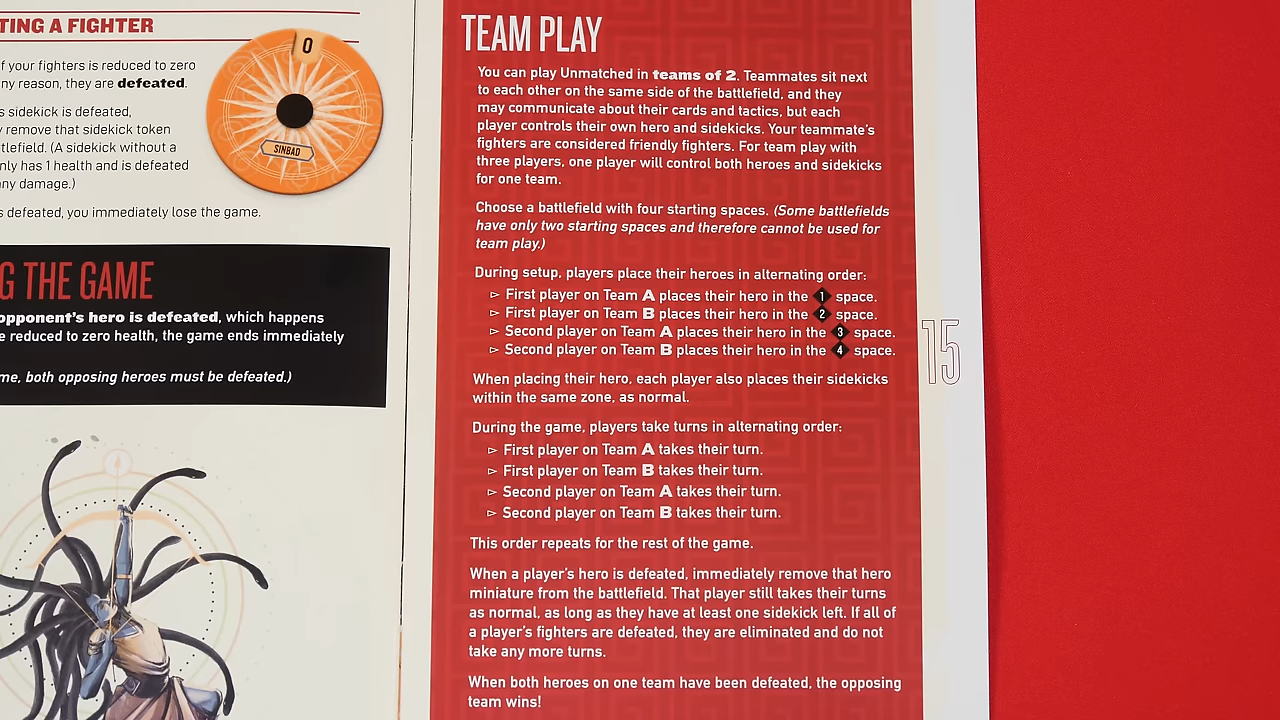 TING A FIGHTER
f your fighters is reduced to zero
ny reason, they are defeated.
s sidekick is defeated,
y remove that sidekick token
ttlefield. (A sidekick without a
nly has 1 health and is defeated
any damage.)
s defeated, you immediately lose the game.
0
SINBAD
G THE GAME
opponent's hero is defeated, which happens
e reduced to zero health, the game ends immediately
me, both opposing heroes must be defeated.)
TEAM PLAY
You can play Unmatched in teams of 2. Teammates sit next
to each other on the same side of the battlefield, and they
may communicate about their cards and tactics, but each
player controls their own hero and sidekicks. Your teammate's
fighters are considered friendly fighters. For team play with
three players, one player will control both heroes and sidekicks
for one team.
Choose a battlefield with four starting spaces. (Some battlefields
have only two starting spaces and therefore cannot be used for
team play.)
During setup, players place their heroes in alternating order:
▻ First player on Team A places their hero in the 1 space.
▻ First player on Team B places their hero in the 2 space.
▻ Second player on Team A places their hero in the 3 space.
▻ Second player on Team B places their hero in the 4 space.
When placing their hero, each player also places their sidekicks
within the same zone, as normal.
During the game, players take turns in alternating order:
▻ First player on Team A takes their turn.
▻ First player on Team B takes their turn.
▻ Second player on Team A takes their turn.
▻ Second player on Team B takes their turn.
This order repeats for the rest of the game.
When a player's hero is defeated, immediately remove that hero
miniature from the battlefield. That player still takes their turns
as normal, as long as they have at least one sidekick left. If all of
a player's fighters are defeated, they are eliminated and do not
take any more turns.
When both heroes on one team have been defeated, the opposing
team wins!
15